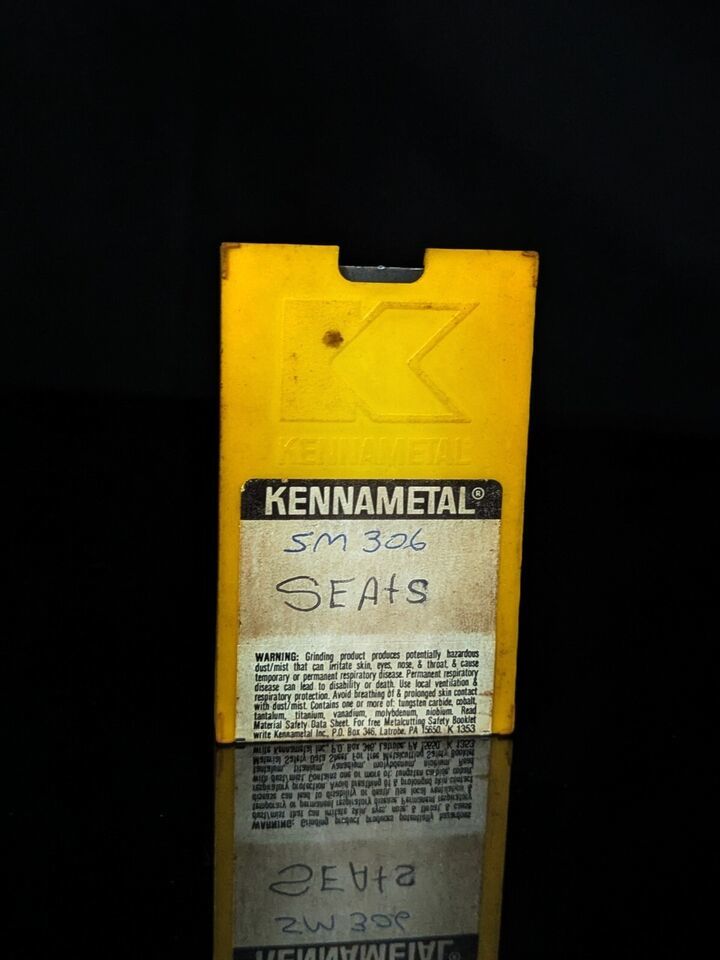 KENNAMETAL
KENNAMETAL®
SM 306
SEAtS
WARNING: Grinding product produces potentially hazardous
dust/mist that can irritate skin, eyes, nose, & throat, & cause
temporary or permanent respiratory disease. Permanent respiratory
disease can lead to disability or death. Use local ventilation &
respiratory protection. Avoid breathing of & prolonged skin contact
with dust/mist. Contains one or more of: tungsten carbide, cobalt,
tantalum, titanium, vanadium, molybdenum, niobium. Read
Material Safety Data Sheet. For free Metalcutting Safety Booklet
write Kennametal Inc., P.O. Box 346, Latrobe, PA 15650. K 1353